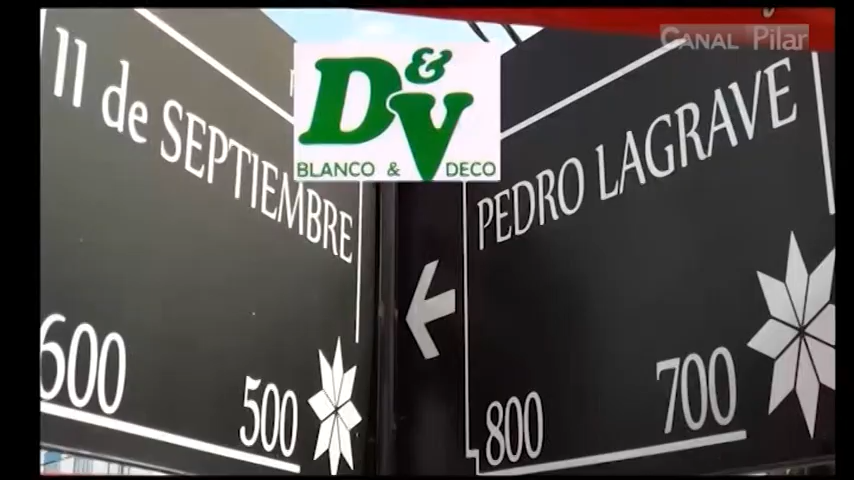 CANAL Pilar
D&V
BLANCO & DECO
11 de SEPTIEMBRE
600 500
PEDRO LAGRAVE
800 700